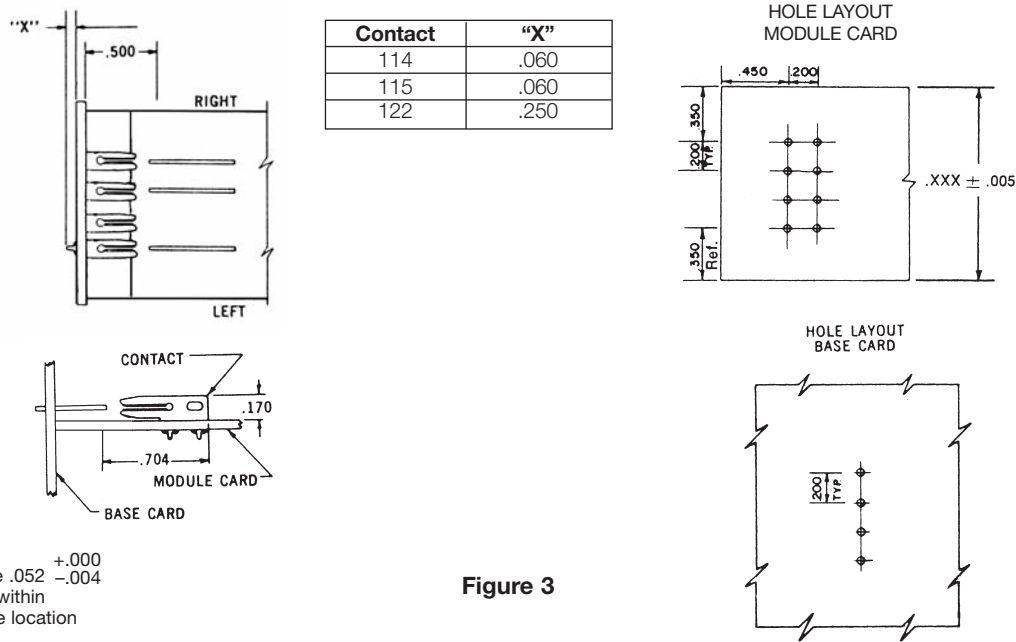 "X"
.500
RIGHT
LEFT
Contact "X"
114 .060
115 .060
122 .250
HOLE LAYOUT
MODULE CARD
.450 .200
.350
.200
TYP.
.350
Ref.
.XXX ± .005
CONTACT
.170
.704
MODULE CARD
BASE CARD
HOLE LAYOUT
BASE CARD
.200
TYP.
+.000
.052 –.004
within
location
Figure 3